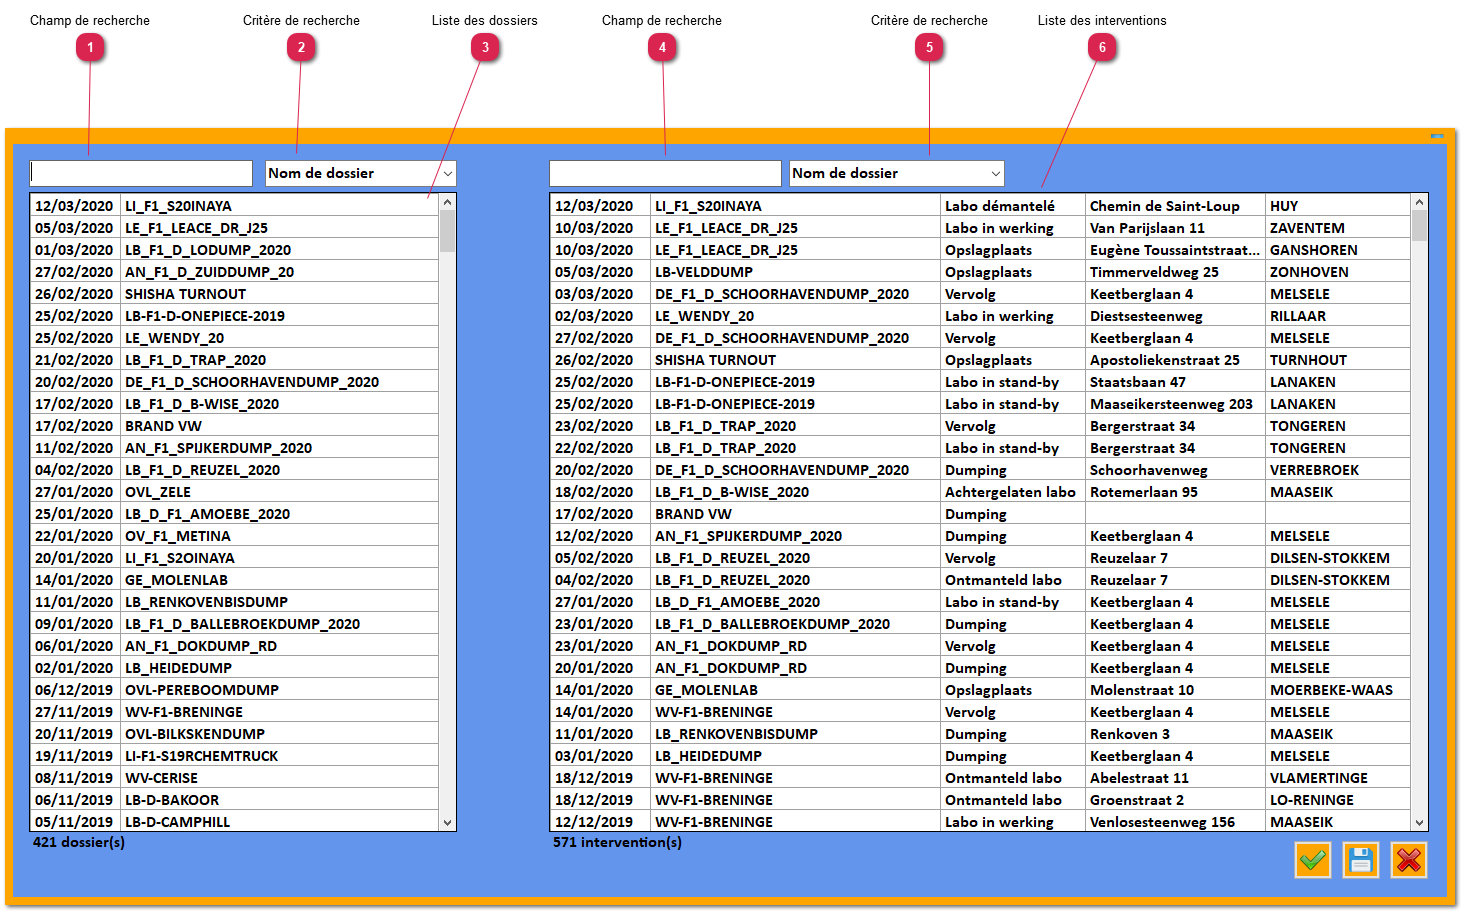 Champ de recherche Critère de recherche Liste des dossiers Champ de recherche Critère de recherche Liste des interventions
1 2 3 4 5 6
Nom de dossier Nom de dossier
12/03/2020 LI_F1_S20INAYA
05/03/2020 LE_F1_LEACE_DR_J25
01/03/2020 LB_F1_D_LODUMP_2020
27/02/2020 AN_F1_D_ZUIDDUMP_20
26/02/2020 SHISHA TURNOUT
25/02/2020 LB-F1-D-ONEPIECE-2019
25/02/2020 LE_WENDY_20
21/02/2020 LB_F1_D_TRAP_2020
20/02/2020 DE_F1_D_SCHOORHAVENDUMP_2020
17/02/2020 LB_F1_D_B-WISE_2020
17/02/2020 BRAND VW
11/02/2020 AN_F1_SPIJKERDUMP_2020
04/02/2020 LB_F1_D_REUZEL_2020
27/01/2020 OVL_ZELE
25/01/2020 LB_D_F1_AMOEBE_2020
22/01/2020 OV_F1_METINA
20/01/2020 LI_F1_S2OINAYA
14/01/2020 GE_MOLENLAB
11/01/2020 LB_RENKOVENBISDUMP
09/01/2020 LB_F1_D_BALLEBROEKDUMP_2020
06/01/2020 AN_F1_DOKDUMP_RD
02/01/2020 LB_HEIDEDUMP
06/12/2019 OVL-PEREBOOMDUMP
27/11/2019 WV-F1-BRENINGE
20/11/2019 OVL-BILKSKENDUMP
19/11/2019 LI-F1-S19RCHEMTRUCK
08/11/2019 WV-CERISE
06/11/2019 LB-D-BAKOOR
05/11/2019 LB-D-CAMPHILL
421 dossier(s)
12/03/2020 LI_F1_S20INAYA Labo démantelé Chemin de Saint-Loup HUY
10/03/2020 LE_F1_LEACE_DR_J25 Labo in werking Van Parijslaan 11 ZAVENTEM
10/03/2020 LE_F1_LEACE_DR_J25 Opslagplaats Eugène Toussaintstraat... GANSHOREN
05/03/2020 LB-VELDDUMP Opslagplaats Timmerveldweg 25 ZONHOVEN
03/03/2020 DE_F1_D_SCHOORHAVENDUMP_2020 Vervolg Keetberglaan 4 MELSELE
02/03/2020 LE_WENDY_20 Labo in werking Diestsesteenweg RILLAAR
27/02/2020 DE_F1_D_SCHOORHAVENDUMP_2020 Vervolg Keetberglaan 4 MELSELE
26/02/2020 SHISHA TURNOUT Opslagplaats Apostoliekenstraat 25 TURNHOUT
25/02/2020 LB-F1-D-ONEPIECE-2019 Labo in stand-by Staatsbaan 47 LANAKEN
25/02/2020 LB-F1-D-ONEPIECE-2019 Labo in stand-by Maaseikersteenweg 203 LANAKEN
23/02/2020 LB_F1_D_TRAP_2020 Vervolg Bergerstraat 34 TONGEREN
22/02/2020 LB_F1_D_TRAP_2020 Labo in stand-by Bergerstraat 34 TONGEREN
20/02/2020 DE_F1_D_SCHOORHAVENDUMP_2020 Dumping Schoorhavenweg VERREBROEK
18/02/2020 LB_F1_D_B-WISE_2020 Achtergelaten labo Rotemerlaan 95 MAASEIK
17/02/2020 BRAND VW Dumping
12/02/2020 AN_F1_SPIJKERDUMP_2020 Dumping Keetberglaan 4 MELSELE
05/02/2020 LB_F1_D_REUZEL_2020 Vervolg Reuzelaar 7 DILSEN-STOKKEM
04/02/2020 LB_F1_D_REUZEL_2020 Ontmanteld labo Reuzelaar 7 DILSEN-STOKKEM
27/01/2020 LB_D_F1_AMOEBE_2020 Labo in stand-by Keetberglaan 4 MELSELE
23/01/2020 LB_F1_D_BALLEBROEKDUMP_2020 Dumping Keetberglaan 4 MELSELE
23/01/2020 AN_F1_DOKDUMP_RD Vervolg Keetberglaan 4 MELSELE
20/01/2020 AN_F1_DOKDUMP_RD Dumping Keetberglaan 4 MELSELE
14/01/2020 GE_MOLENLAB Opslagplaats Molenstraat 10 MOERBEKE-WAAS
14/01/2020 WV-F1-BRENINGE Vervolg Keetberglaan 4 MELSELE
11/01/2020 LB_RENKOVENBISDUMP Dumping Renkoven 3 MAASEIK
03/01/2020 LB_HEIDEDUMP Dumping Keetberglaan 4 MELSELE
18/12/2019 WV-F1-BRENINGE Ontmanteld labo Abelestraat 11 VLAMERTINGE
18/12/2019 WV-F1-BRENINGE Ontmanteld labo Groenstraat 2 LO-RENINGE
12/12/2019 WV-F1-BRENINGE Labo in werking Venlosesteenweg 156 MAASEIK
571 intervention(s)